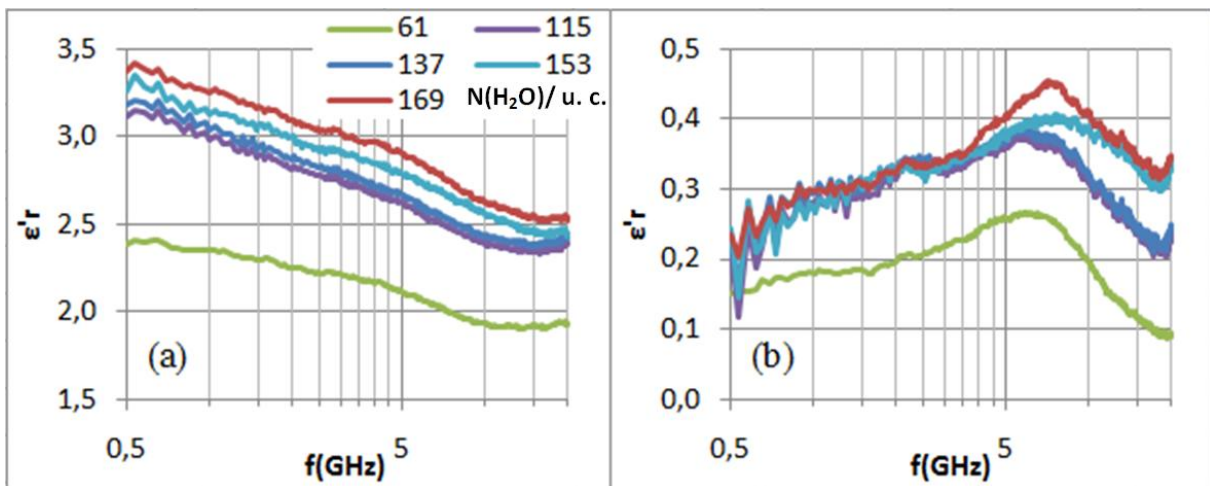 61 115
137 153
169 N(H₂O)/ u. c.
3,5
3,0
2,5
2,0
1,5
ε'r
(a)
0,5 5
f(GHz)
0,5
0,4
0,3
0,2
0,1
0,0
ε'r
(b)
0,5 5
f(GHz)